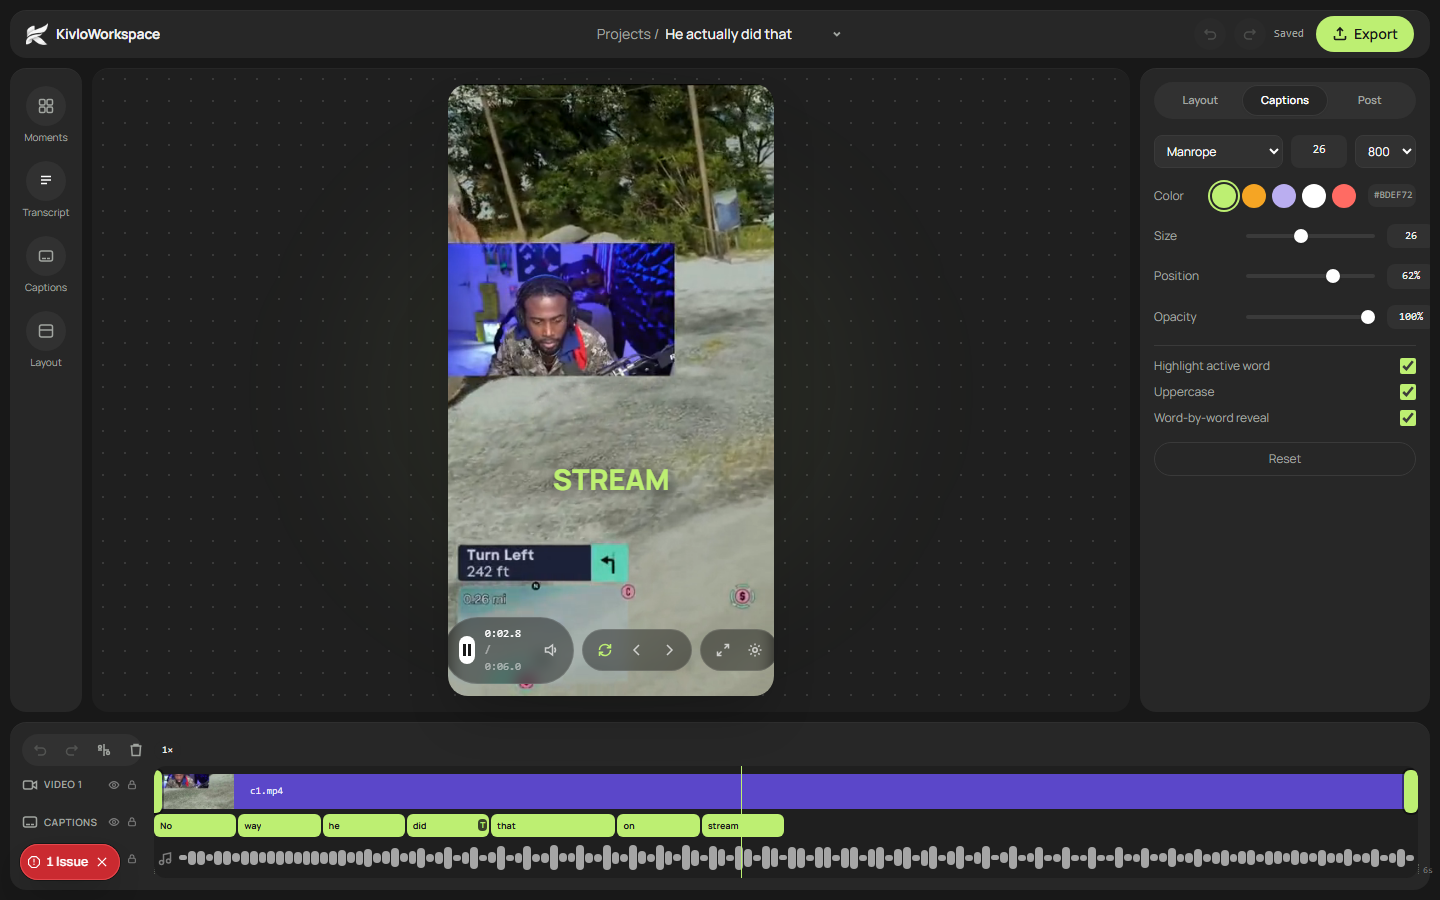 KivloWorkspace
Projects / He actually did that
Saved
Export
Moments
Transcript
Captions
Layout
STREAM
Turn Left
242 ft
0.26 mi
N
C
S
0:02.8
/
0:06.0
Layout
Captions
Post
Manrope
26
800
Color
#BDEF72
Size
26
Position
62%
Opacity
100%
Highlight active word
Uppercase
Word-by-word reveal
Reset
1×
VIDEO 1
c1.mp4
CAPTIONS
No
way
he
did
T
that
on
stream
1 Issue
6s